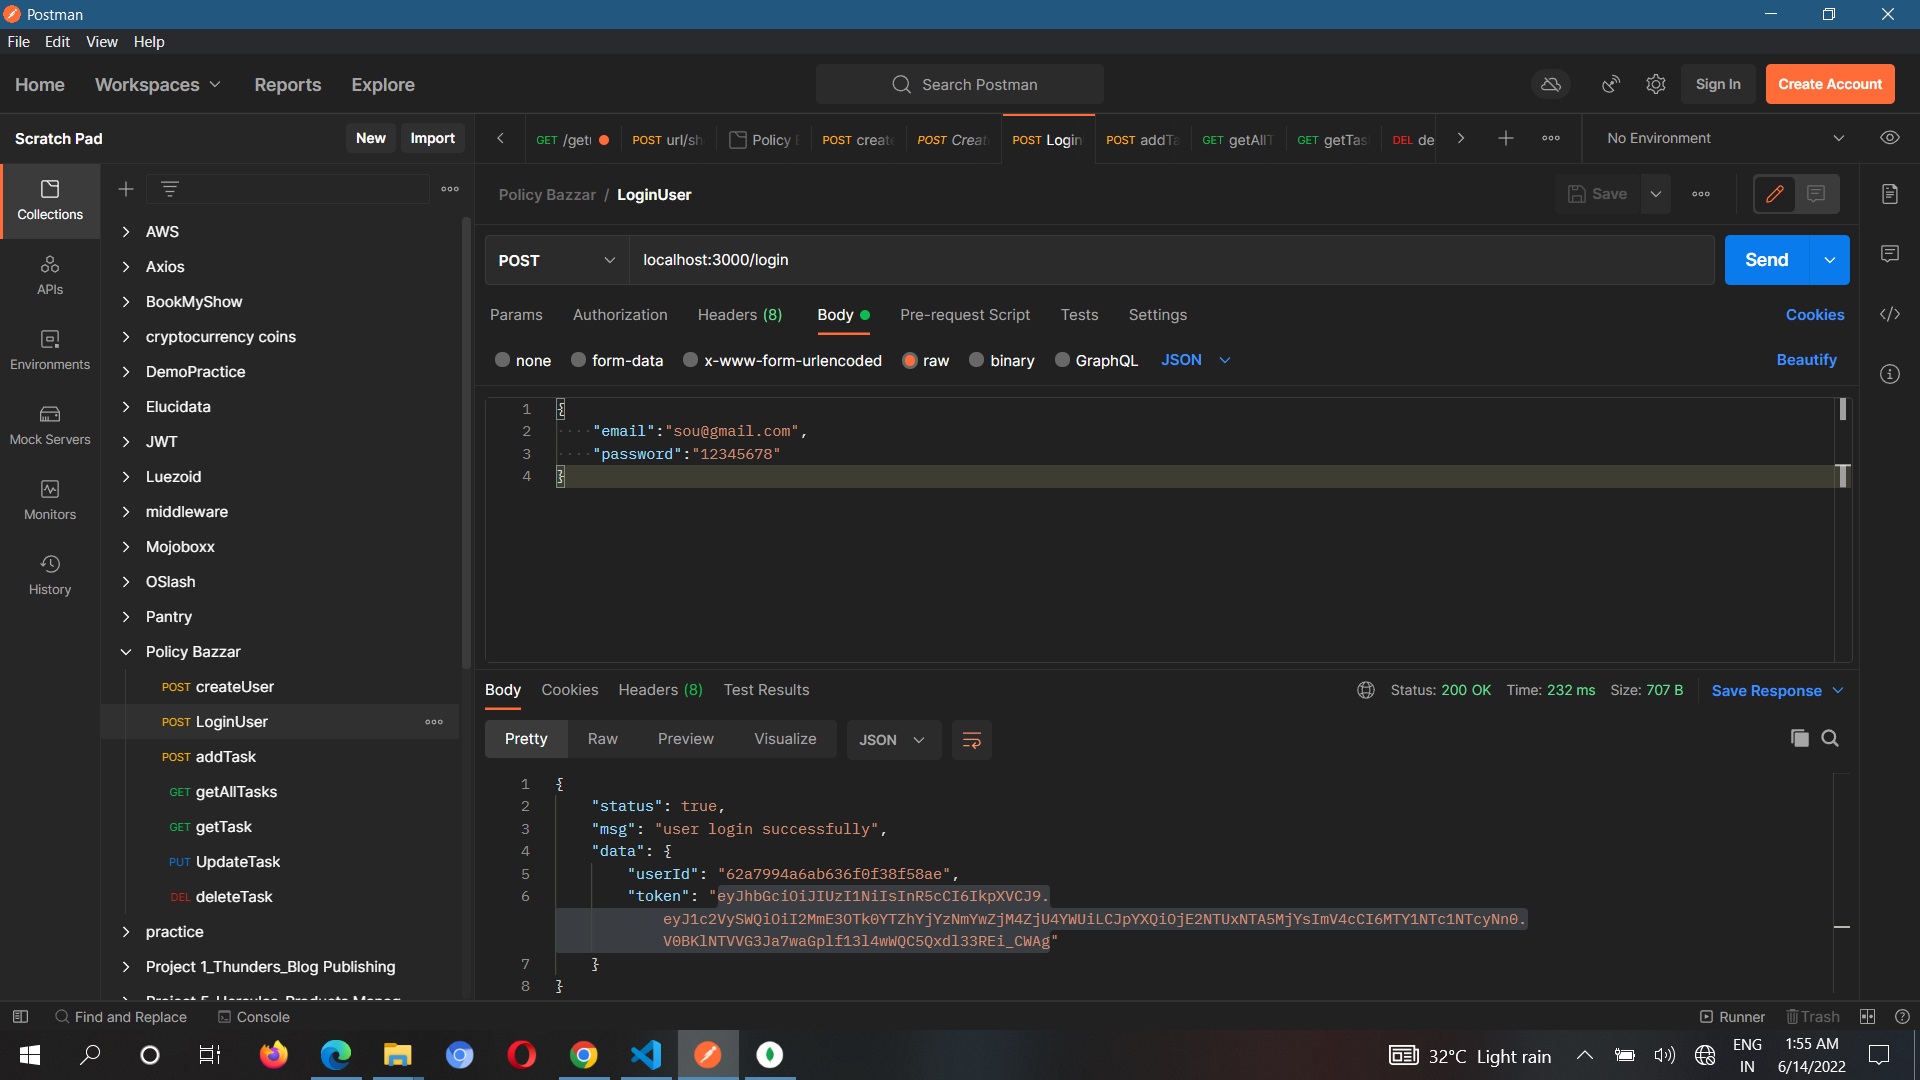 Postman
File Edit View Help
Home Workspaces Reports Explore Search Postman Sign In Create Account
Scratch Pad New Import
GET /get POST url/sh Policy POST create POST Creat POST Login POST addTa GET getAllT GET getTas DEL de No Environment
Collections
APIs
Environments
Mock Servers
Monitors
History
AWS
Axios
BookMyShow
cryptocurrency coins
DemoPractice
Elucidata
JWT
Luezoid
middleware
Mojoboxx
OSlash
Pantry
Policy Bazzar
POST createUser
POST LoginUser
POST addTask
GET getAllTasks
GET getTask
PUT UpdateTask
DEL deleteTask
practice
Project 1_Thunders_Blog Publishing
Policy Bazzar / LoginUser Save
POST localhost:3000/login Send
Params Authorization Headers (8) Body Pre-request Script Tests Settings Cookies
none form-data x-www-form-urlencoded raw binary GraphQL JSON Beautify
1 {
2 "email":"sou@gmail.com",
3 "password":"12345678"
4 }
Body Cookies Headers (8) Test Results Status: 200 OK Time: 232 ms Size: 707 B Save Response
Pretty Raw Preview Visualize JSON
1 {
2 "status": true,
3 "msg": "user login successfully",
4 "data": {
5 "userId": "62a7994a6ab636f0f38f58ae",
6 "token": "eyJhbGciOiJIUzI1NiIsInR5cCI6IkpXVCJ9.
eyJ1c2VySWQiOiI2MmE3OTk0YTZhYjYzNmYwZjM4ZjU4YWUiLCJpYXQiOjE2NTUxNTA5MjYsImV4cCI6MTY1NTc1NTcyNn0.
V0BKlNTVVG3Ja7waGplf13l4wWQC5Qxdl33REi_CWAg"
7 }
8 }
Find and Replace Console Runner Trash
32°C Light rain ENG IN 1:55 AM 6/14/2022